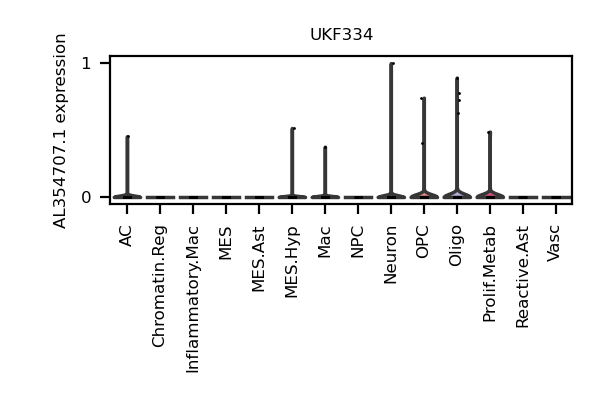 UKF334
AL354707.1 expression
1
0
AC
Chromatin.Reg
Inflammatory.Mac
MES
MES.Ast
MES.Hyp
Mac
NPC
Neuron
OPC
Oligo
Prolif.Metab
Reactive.Ast
Vasc